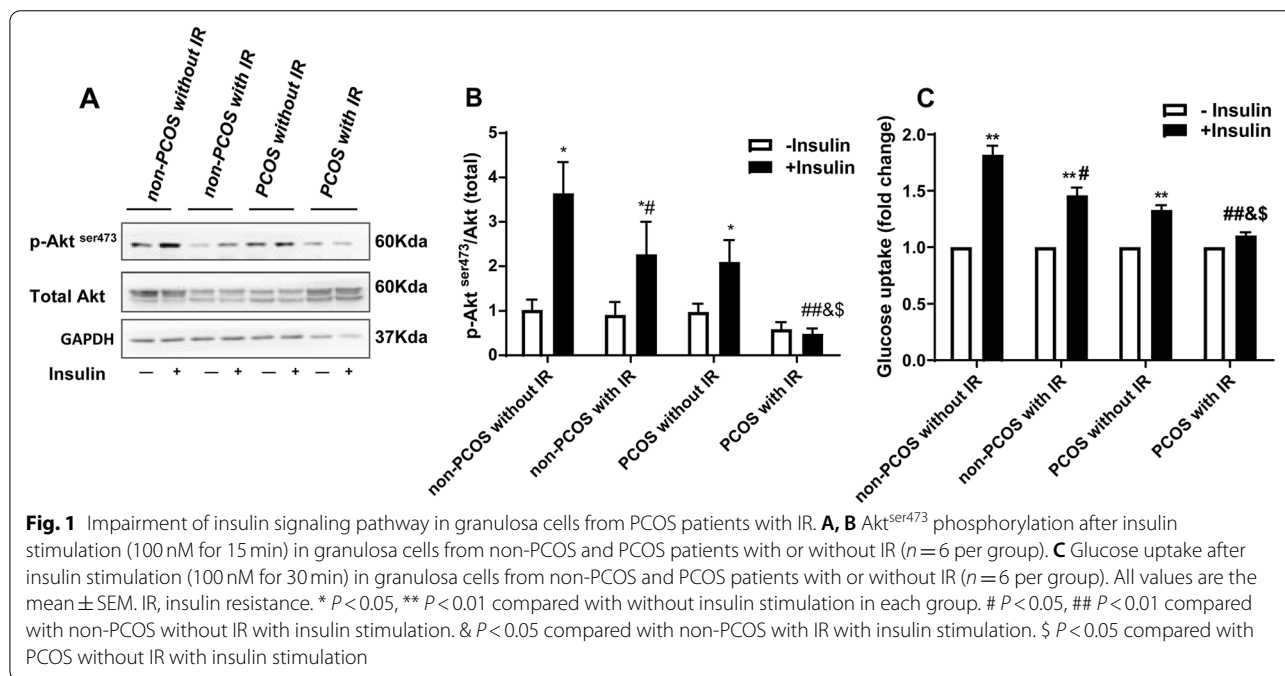 A
non-PCOS without IR
non-PCOS with IR
PCOS without IR
PCOS with IR
p-Akt ser473
60Kda
Total Akt
60Kda
GAPDH
37Kda
Insulin
— + — + — + — +
B
-Insulin
+Insulin
p-Akt ser473/Akt (total)
5
4
3
2
1
0
*
*#
*
##&$
non-PCOS without IR
non-PCOS with IR
PCOS without IR
PCOS with IR
C
- Insulin
+Insulin
Glucose uptake (fold change)
2.0
1.5
1.0
0.5
0.0
**
**#
**
##&$
non-PCOS without IR
non-PCOS with IR
PCOS without IR
PCOS with IR
Fig. 1 Impairment of insulin signaling pathway in granulosa cells from PCOS patients with IR. A, B Aktser473 phosphorylation after insulin
stimulation (100 nM for 15 min) in granulosa cells from non-PCOS and PCOS patients with or without IR (n = 6 per group). C Glucose uptake after
insulin stimulation (100 nM for 30 min) in granulosa cells from non-PCOS and PCOS patients with or without IR (n = 6 per group). All values are the
mean ± SEM. IR, insulin resistance. * P < 0.05, ** P < 0.01 compared with without insulin stimulation in each group. # P < 0.05, ## P < 0.01 compared
with non-PCOS without IR with insulin stimulation. & P < 0.05 compared with non-PCOS with IR with insulin stimulation. $ P < 0.05 compared with
PCOS without IR with insulin stimulation